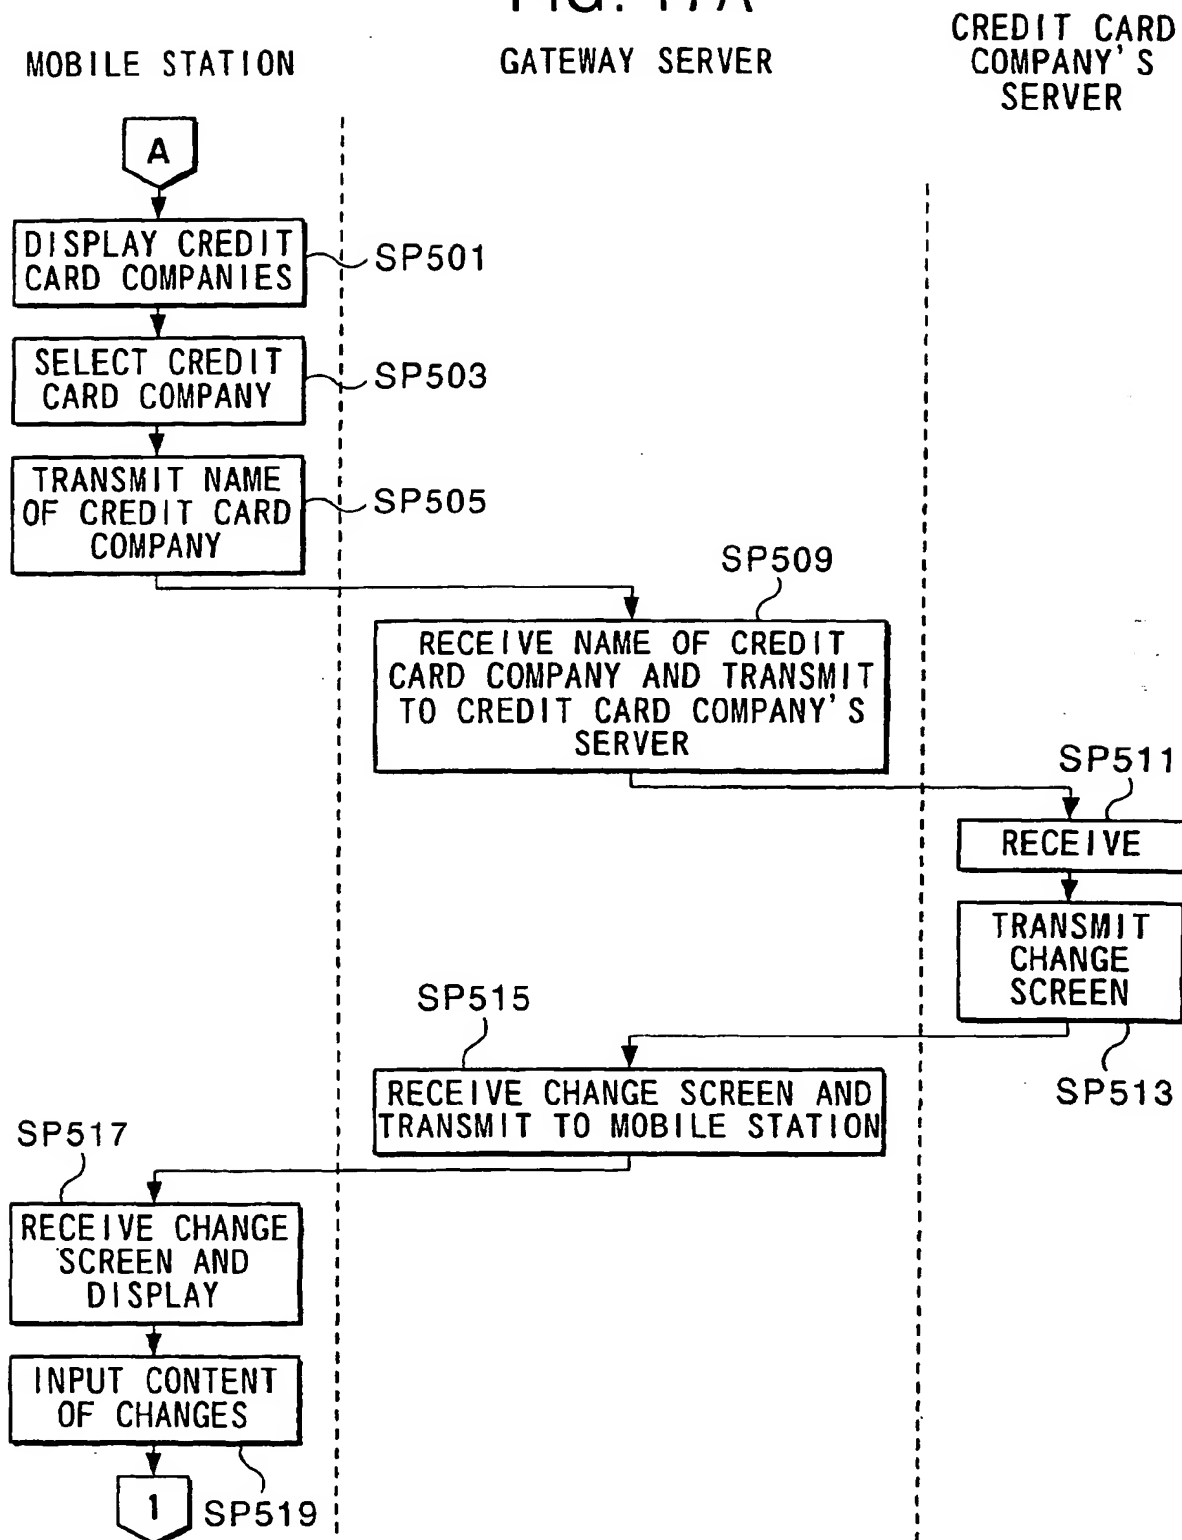 FIG. 17A
MOBILE STATION
GATEWAY SERVER
CREDIT CARD
COMPANY'S
SERVER
A
DISPLAY CREDIT
CARD COMPANIES
SP501
SELECT CREDIT
CARD COMPANY
SP503
TRANSMIT NAME
OF CREDIT CARD
COMPANY
SP505
SP509
RECEIVE NAME OF CREDIT
CARD COMPANY AND TRANSMIT
TO CREDIT CARD COMPANY'S
SERVER
SP511
RECEIVE
TRANSMIT
CHANGE
SCREEN
SP513
SP515
RECEIVE CHANGE SCREEN AND
TRANSMIT TO MOBILE STATION
SP517
RECEIVE CHANGE
SCREEN AND
DISPLAY
INPUT CONTENT
OF CHANGES
SP519
1